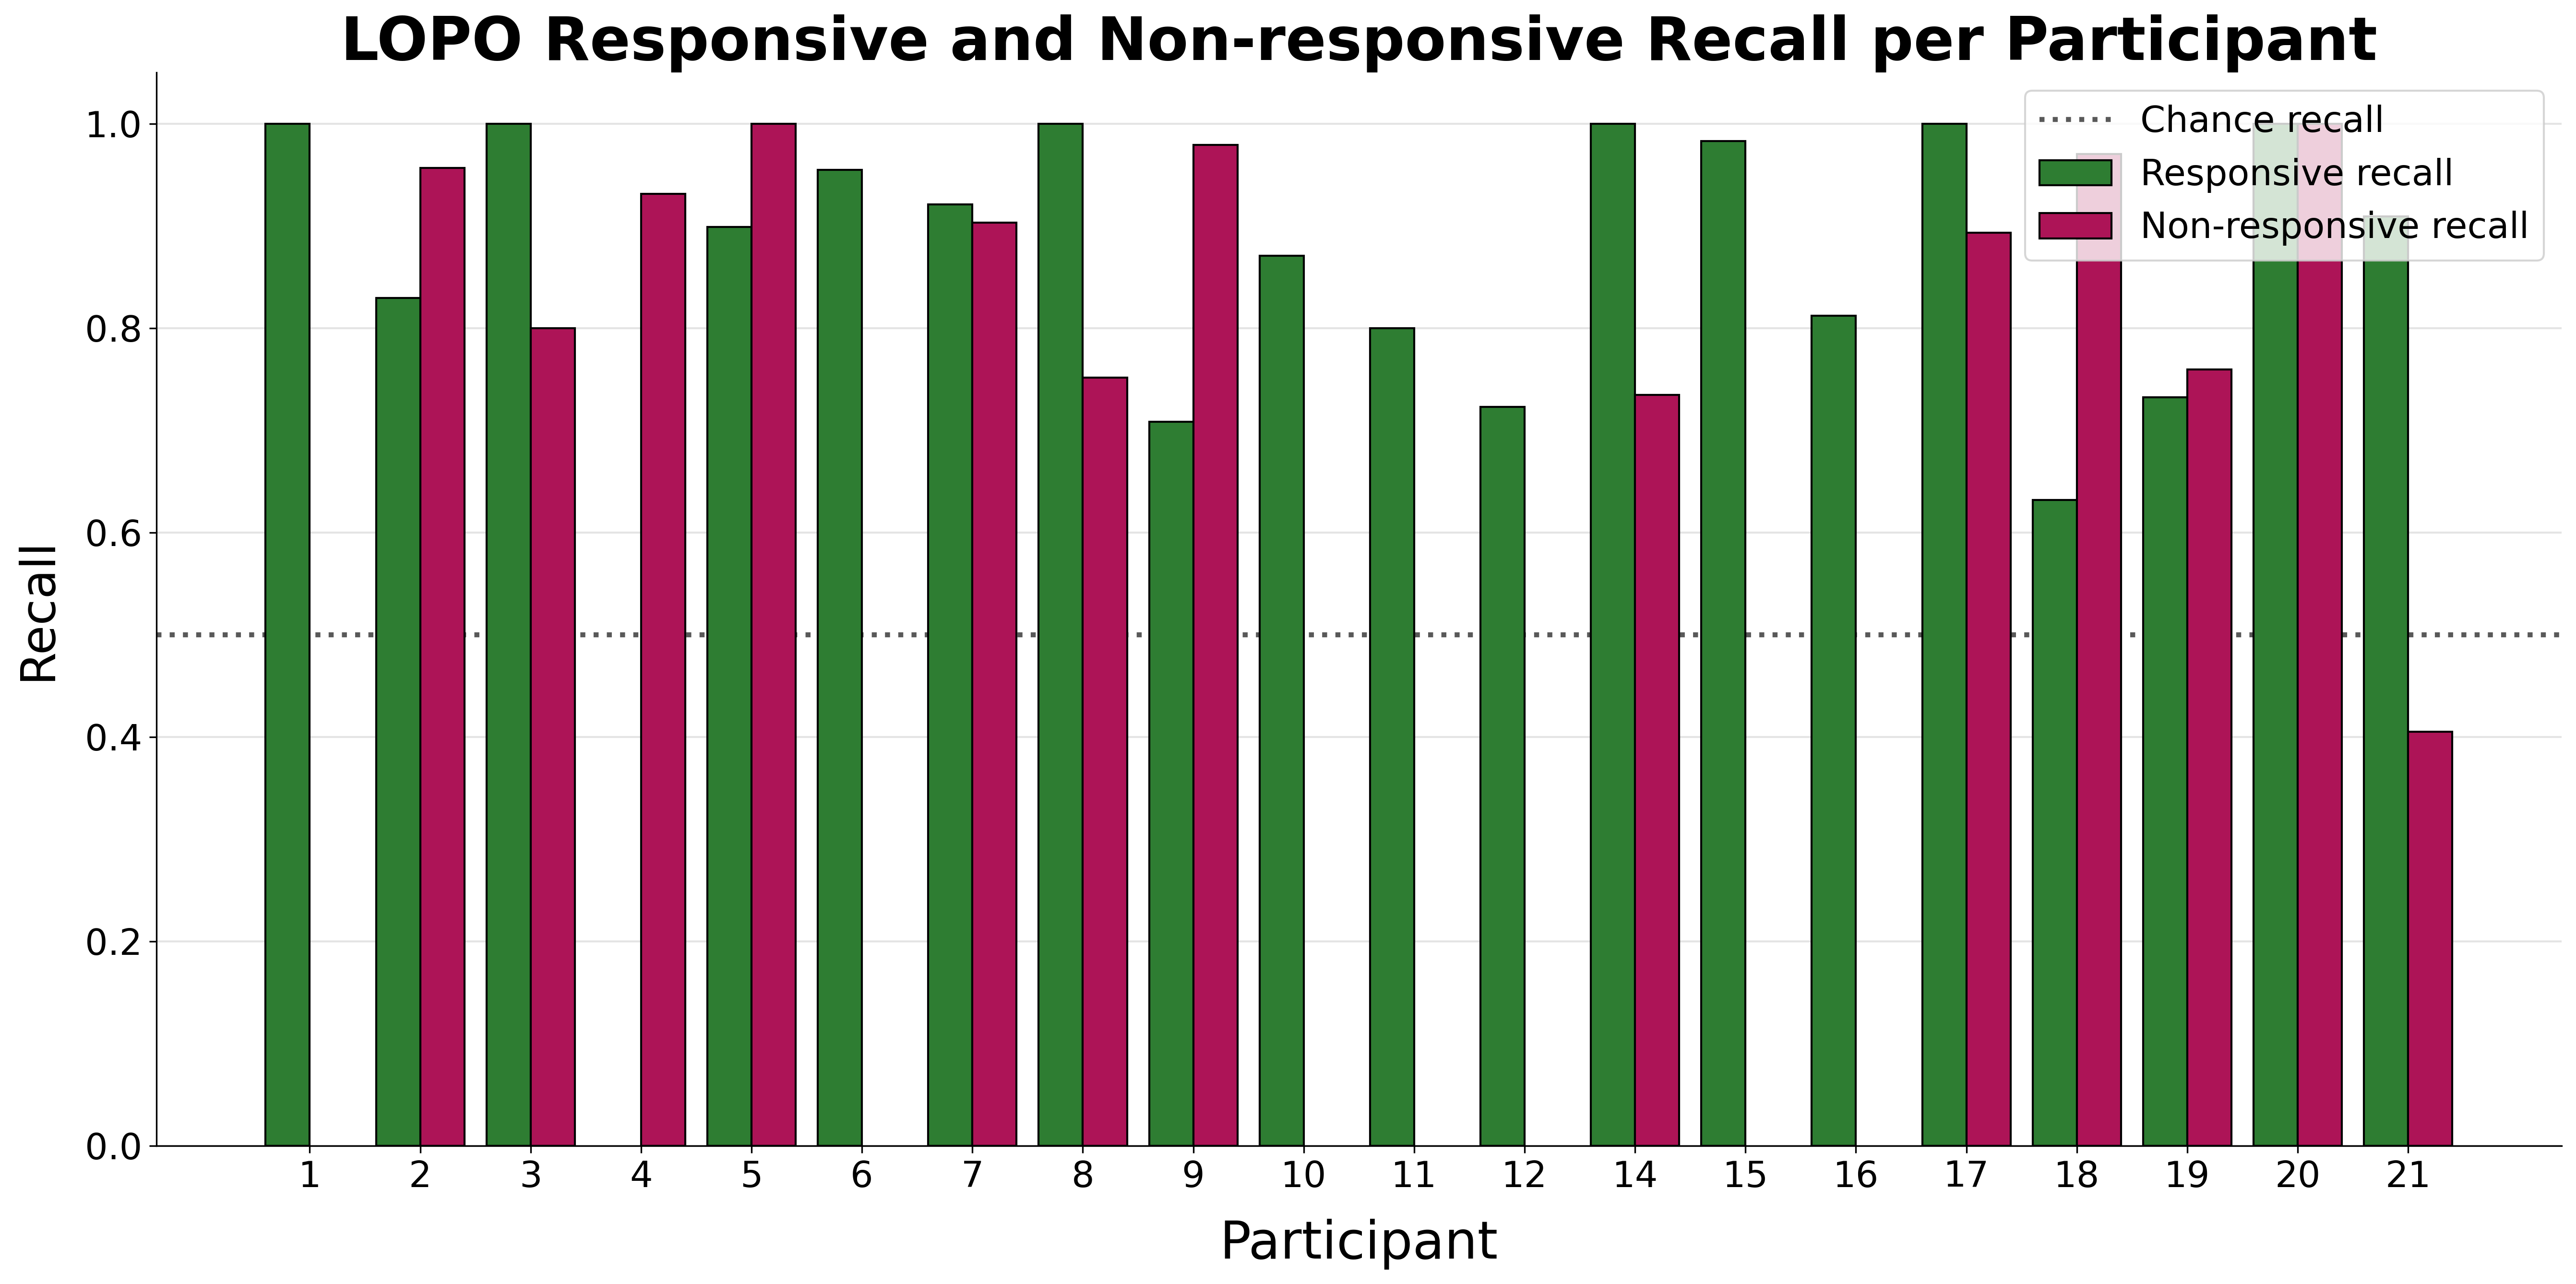 LOPO Responsive and Non-responsive Recall per Participant
Chance recall
Responsive recall
Non-responsive recall
Recall
1.0
0.8
0.6
0.4
0.2
0.0
1 2 3 4 5 6 7 8 9 10 11 12 14 15 16 17 18 19 20 21
Participant